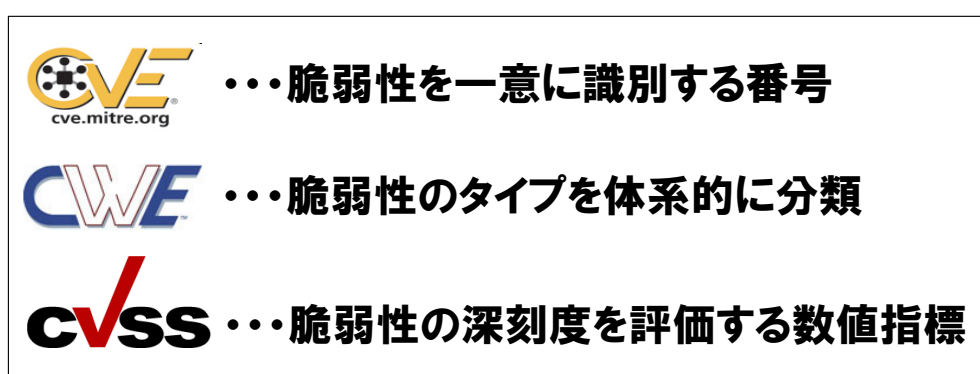 CVE® ・・・脆弱性を一意に識別する番号
cve.mitre.org
CWE ・・・脆弱性のタイプを体系的に分類
CVSS ・・・脆弱性の深刻度を評価する数値指標